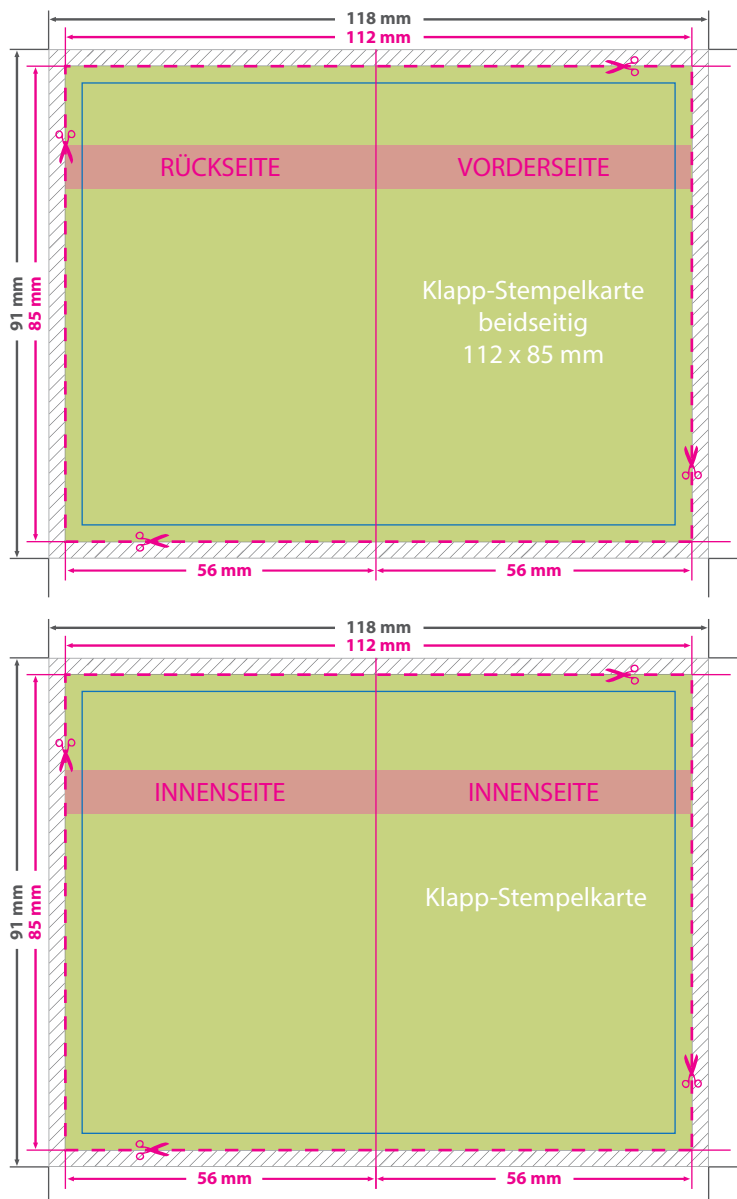 118 mm
112 mm
91 mm
85 mm
RÜCKSEITE
VORDERSEITE
Klapp-Stempelkarte
beidseitig
112 x 85 mm
56 mm
56 mm
118 mm
112 mm
91 mm
85 mm
INNENSEITE
INNENSEITE
Klapp-Stempelkarte
56 mm
56 mm